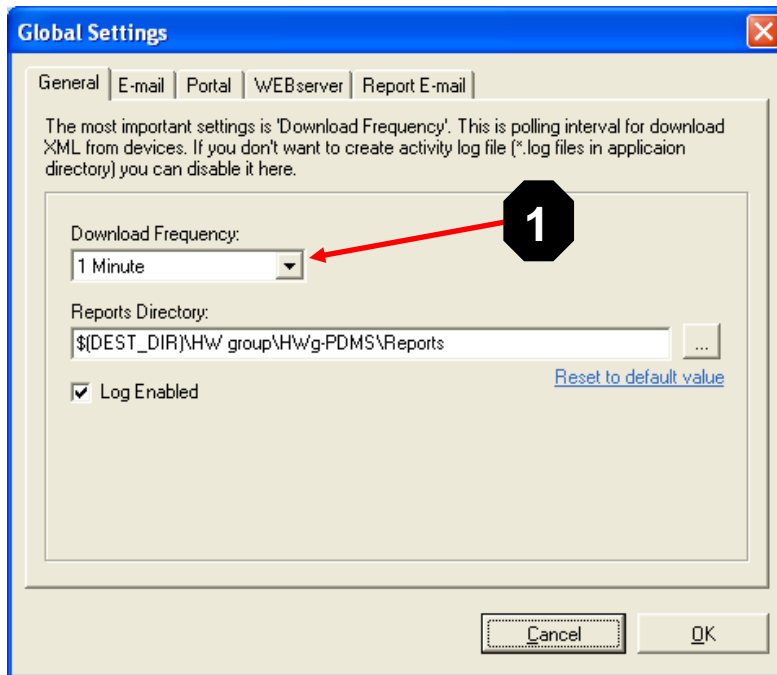 Global Settings
General E-mail Portal WEBserver Report E-mail
The most important settings is 'Download Frequency'. This is polling interval for download
XML from devices. If you don't want to create activity log file (*.log files in applicaion
directory) you can disable it here.
1
Download Frequency:
1 Minute
Reports Directory:
$(DEST_DIR)\HW group\HWg-PDMS\Reports
...
Reset to default value
Log Enabled
Cancel OK